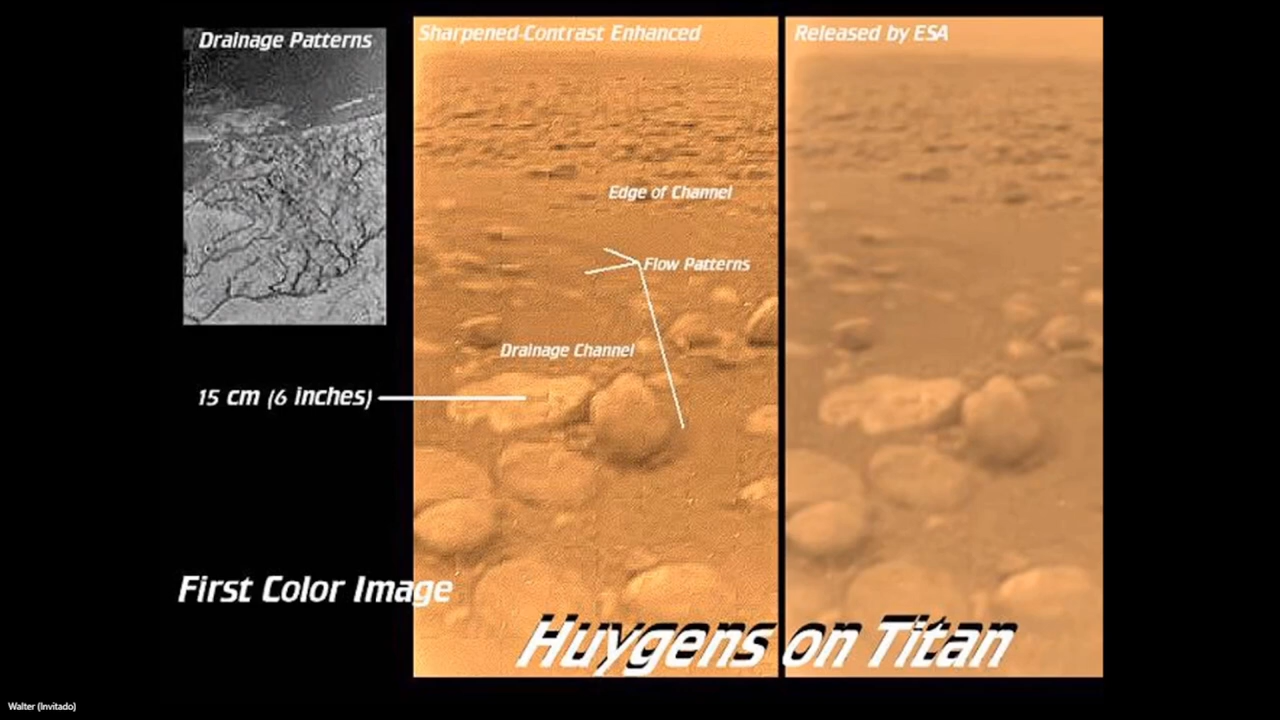 Drainage Patterns
Sharpened-Contrast Enhanced
Released by ESA
Edge of Channel
Flow Patterns
Drainage Channel
15 cm (6 inches)
First Color Image
Huygens on Titan
Walter (Invitado)